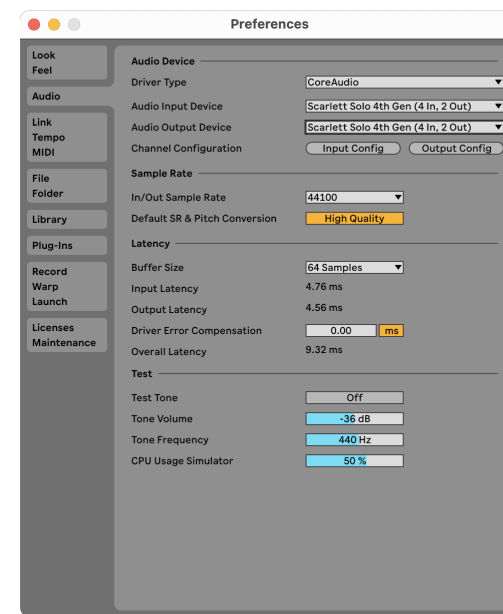 Preferences
Look
Feel
Audio
Link
Tempo
MIDI
File
Folder
Library
Plug-Ins
Record
Warp
Launch
Licenses
Maintenance
Audio Device
Driver Type CoreAudio
Audio Input Device Scarlett Solo 4th Gen (4 In, 2 Out)
Audio Output Device Scarlett Solo 4th Gen (4 In, 2 Out)
Channel Configuration Input Config Output Config
Sample Rate
In/Out Sample Rate 44100
Default SR & Pitch Conversion High Quality
Latency
Buffer Size 64 Samples
Input Latency 4.76 ms
Output Latency 4.56 ms
Driver Error Compensation 0.00 ms
Overall Latency 9.32 ms
Test
Test Tone Off
Tone Volume -36 dB
Tone Frequency 440 Hz
CPU Usage Simulator 50 %